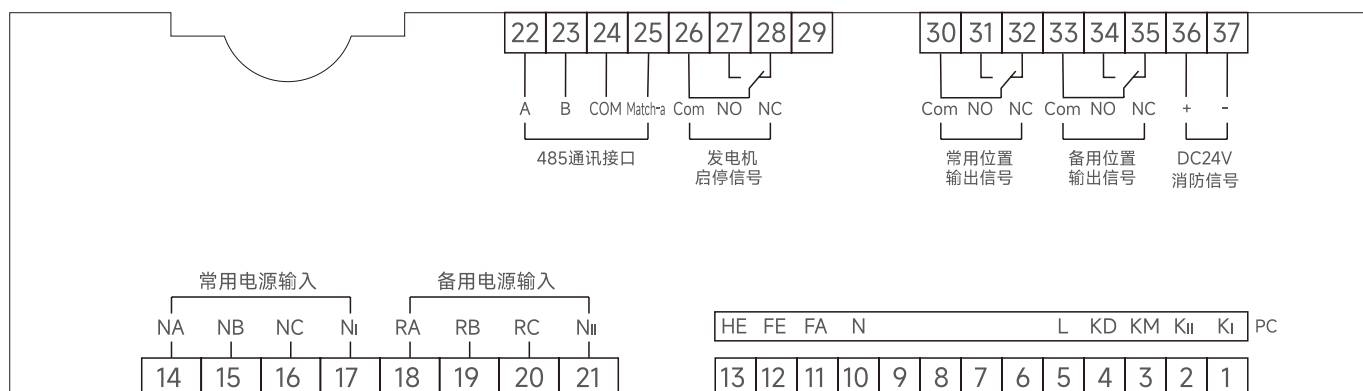 22 23 24 25 26 27 28 29 30 31 32 33 34 35 36 37
A B COM Match-a Com NO NC Com NO NC Com NO NC + -
485通讯接口 发电机 常用位置 备用位置 DC24V
启停信号 输出信号 输出信号 消防信号
常用电源输入 备用电源输入
NA NB NC NI RA RB RC NII HE FE FA N L KD KM KII KI PC
14 15 16 17 18 19 20 21 13 12 11 10 9 8 7 6 5 4 3 2 1